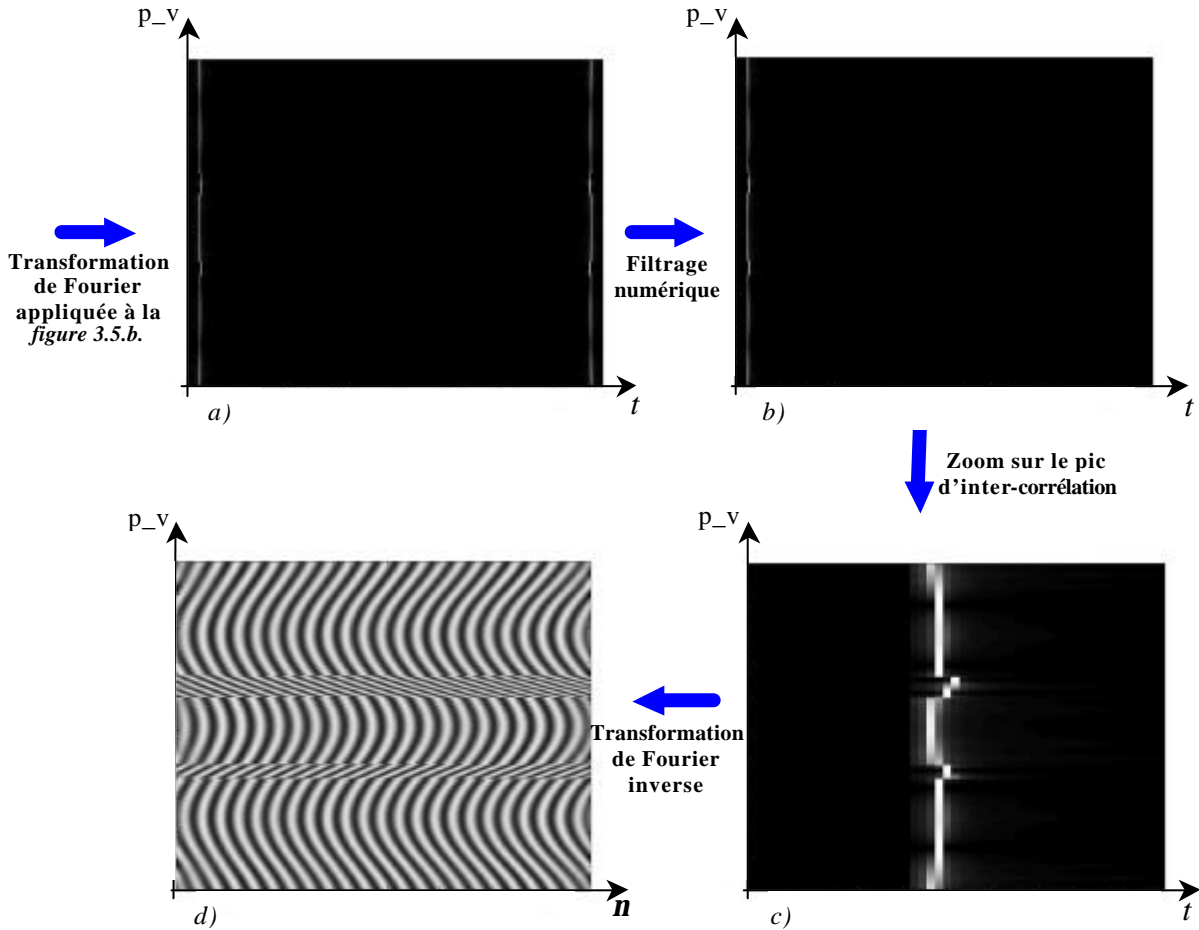 p_v
p_v
Transformation
de Fourier
appliquée à la
figure 3.5.b.
Filtrage
numérique
t
t
a)
b)
Zoom sur le pic
d’inter-corrélation
p_v
p_v
Transformation
de Fourier
inverse
d)
n
c)
t